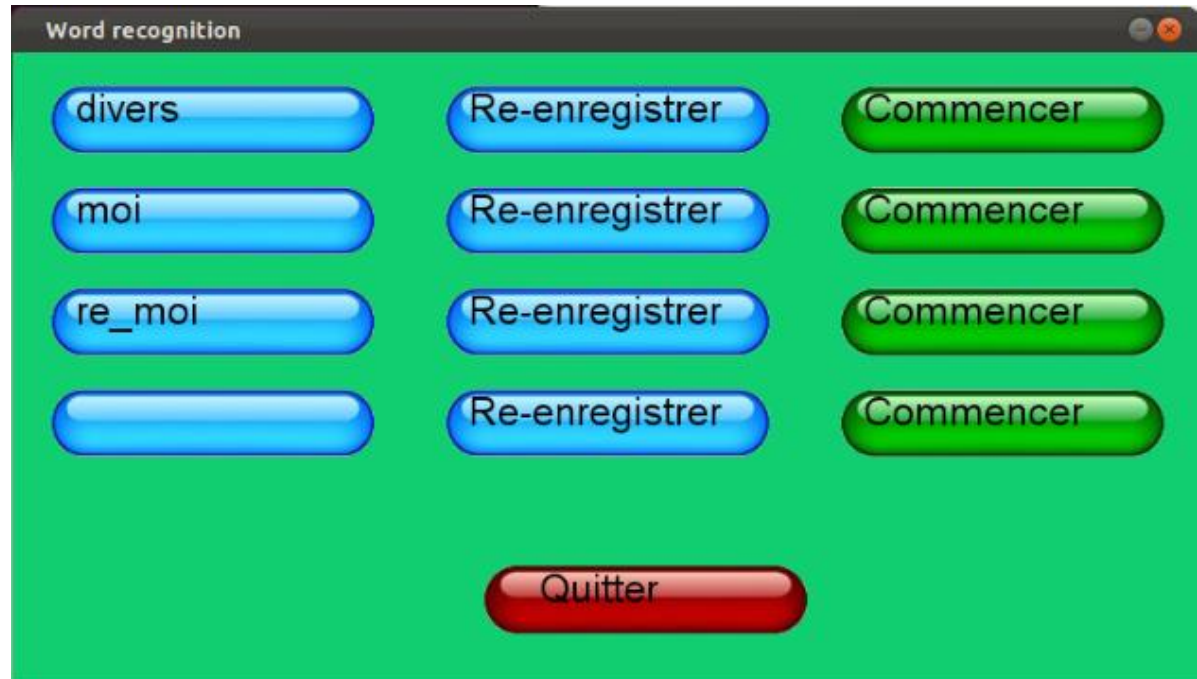 Word recognition
divers Re-enregistrer Commencer
moi Re-enregistrer Commencer
re_moi Re-enregistrer Commencer
Re-enregistrer Commencer
Quitter